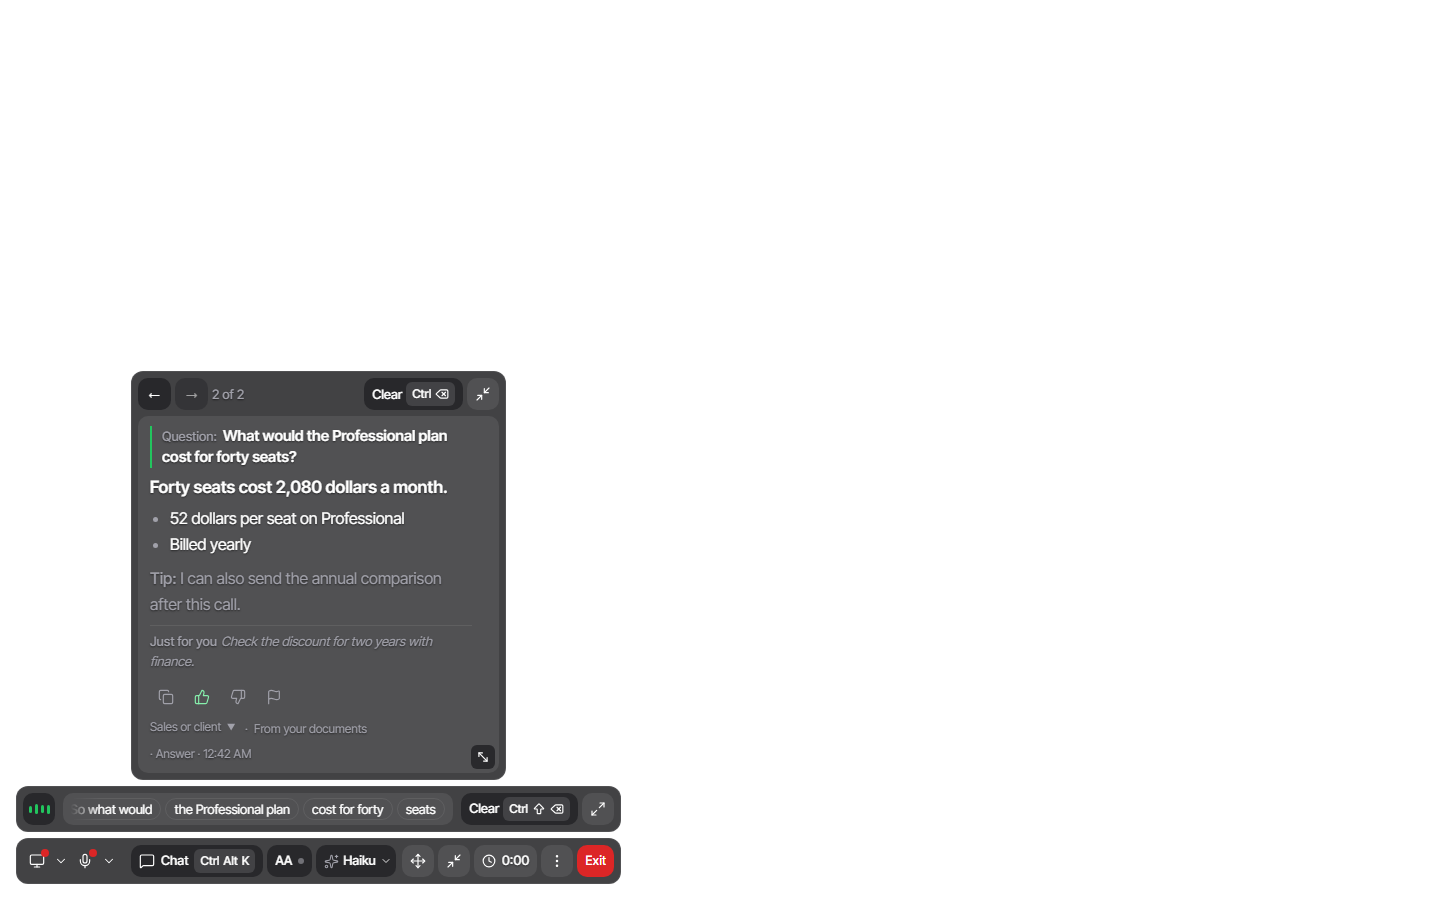 ← → 2 of 2 Clear Ctrl
Question: What would the Professional plan
cost for forty seats?
Forty seats cost 2,080 dollars a month.
• 52 dollars per seat on Professional
• Billed yearly
Tip: I can also send the annual comparison
after this call.
Just for you Check the discount for two years with
finance.
Sales or client ▼ · From your documents
· Answer · 12:42 AM
So what would the Professional plan cost for forty seats Clear Ctrl
Chat Ctrl Alt K AA Haiku 0:00 Exit